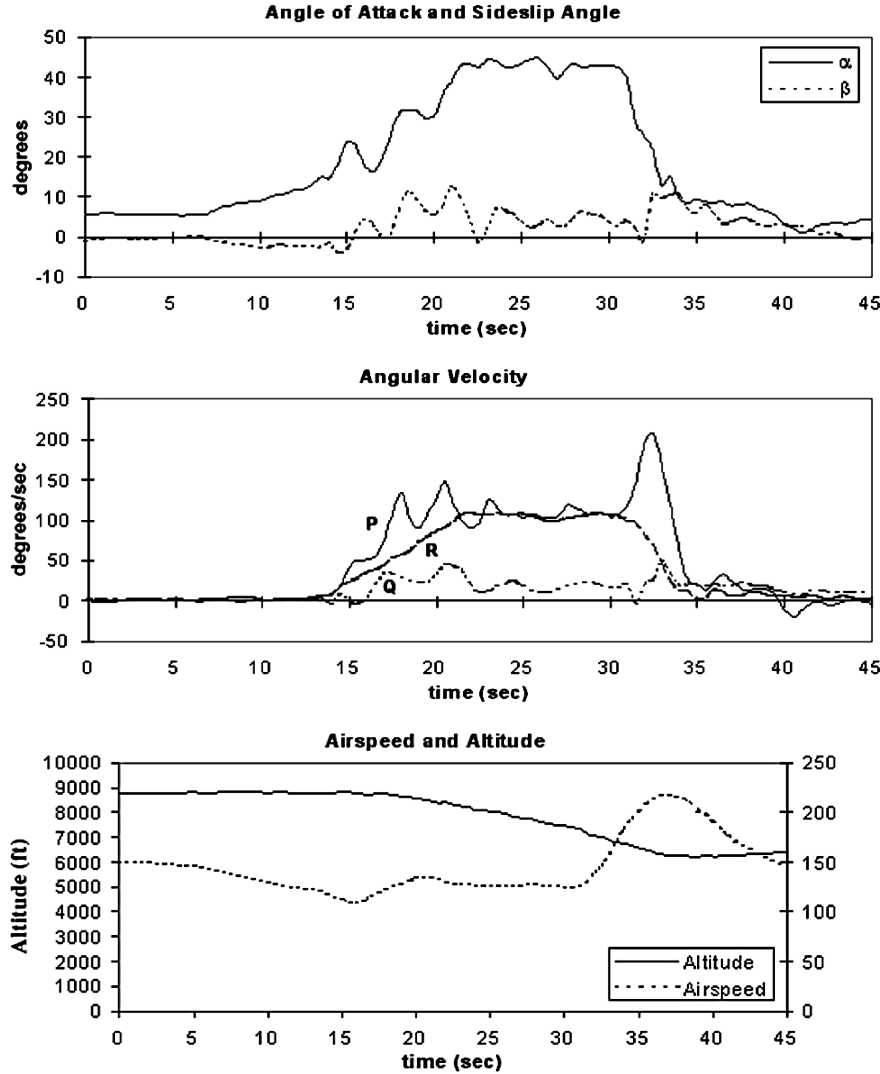 Angle of Attack and Sideslip Angle
50
40
30
20
10
0
-10
degrees
α
β
0 5 10 15 20 25 30 35 40 45
time (sec)
Angular Velocity
250
200
150
100
50
0
-50
degrees/sec
P
R
Q
0 5 10 15 20 25 30 35 40 45
time (sec)
Airspeed and Altitude
10000 250
9000
8000 200
7000
6000 150
5000
4000 100
3000
2000 50
1000
0 0
Altitude (ft)
Altitude
Airspeed
0 5 10 15 20 25 30 35 40 45
time (sec)